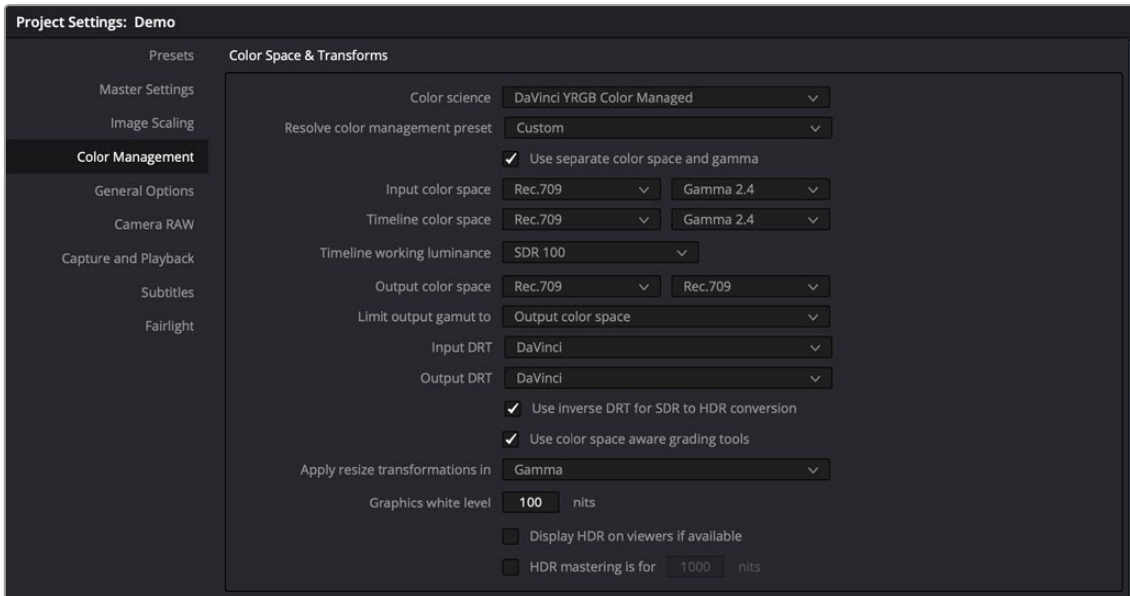 Project Settings: Demo
Presets
Master Settings
Image Scaling
Color Management
General Options
Camera RAW
Capture and Playback
Subtitles
Fairlight
Color Space & Transforms
Color science DaVinci YRGB Color Managed
Resolve color management preset Custom
Use separate color space and gamma
Input color space Rec.709 Gamma 2.4
Timeline color space Rec.709 Gamma 2.4
Timeline working luminance SDR 100
Output color space Rec.709 Rec.709
Limit output gamut to Output color space
Input DRT DaVinci
Output DRT DaVinci
Use inverse DRT for SDR to HDR conversion
Use color space aware grading tools
Apply resize transformations in Gamma
Graphics white level 100 nits
Display HDR on viewers if available
HDR mastering is for 1000 nits